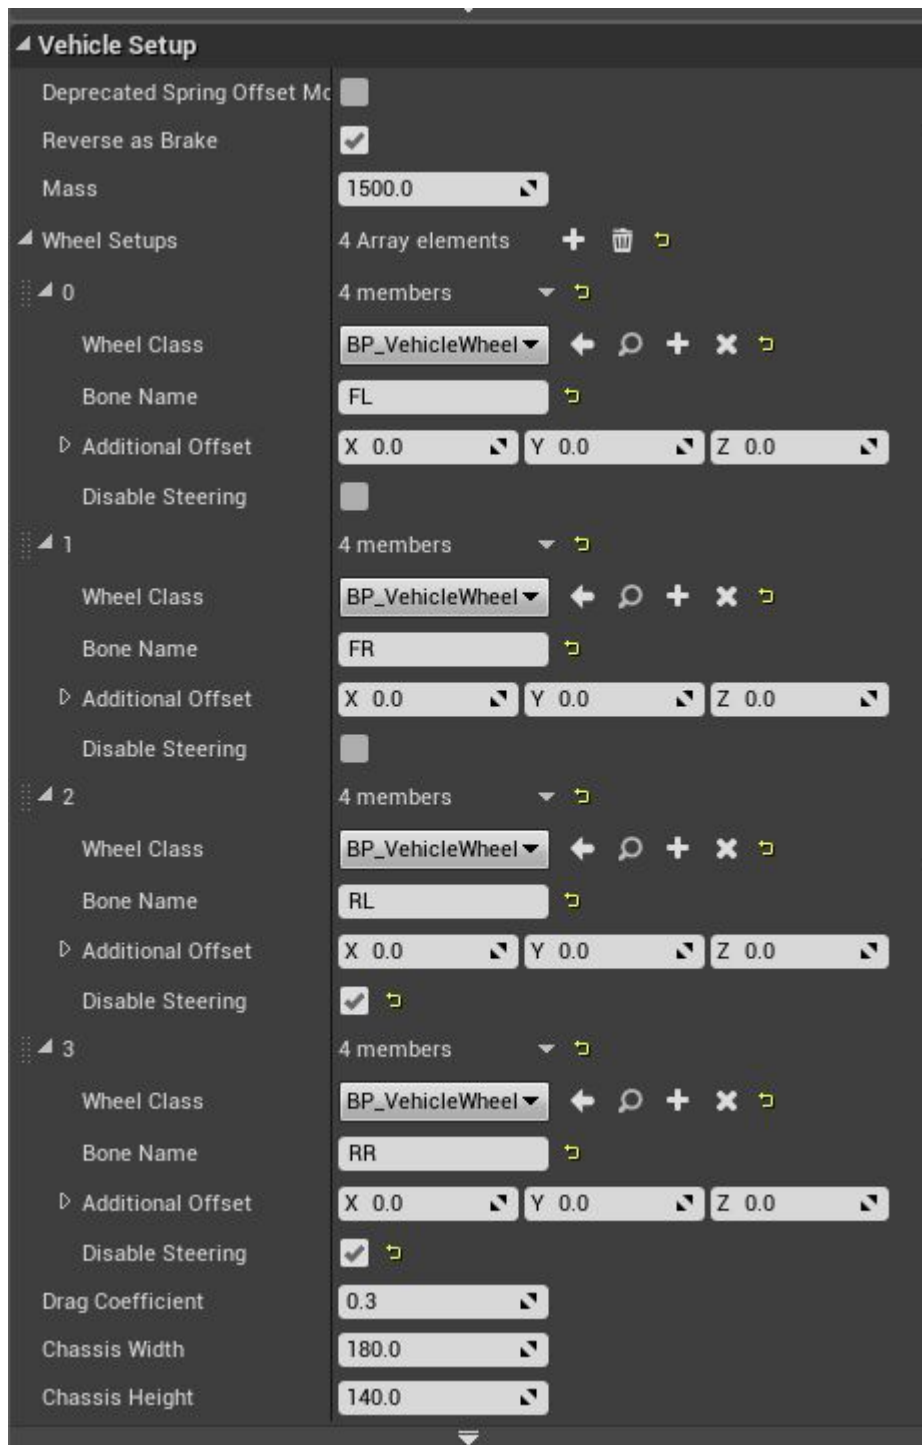 Vehicle Setup
Deprecated Spring Offset Mo
Reverse as Brake
Mass 1500.0
Wheel Setups 4 Array elements
0 4 members
Wheel Class BP_VehicleWheel
Bone Name FL
Additional Offset X 0.0 Y 0.0 Z 0.0
Disable Steering
1 4 members
Wheel Class BP_VehicleWheel
Bone Name FR
Additional Offset X 0.0 Y 0.0 Z 0.0
Disable Steering
2 4 members
Wheel Class BP_VehicleWheel
Bone Name RL
Additional Offset X 0.0 Y 0.0 Z 0.0
Disable Steering
3 4 members
Wheel Class BP_VehicleWheel
Bone Name RR
Additional Offset X 0.0 Y 0.0 Z 0.0
Disable Steering
Drag Coefficient 0.3
Chassis Width 180.0
Chassis Height 140.0